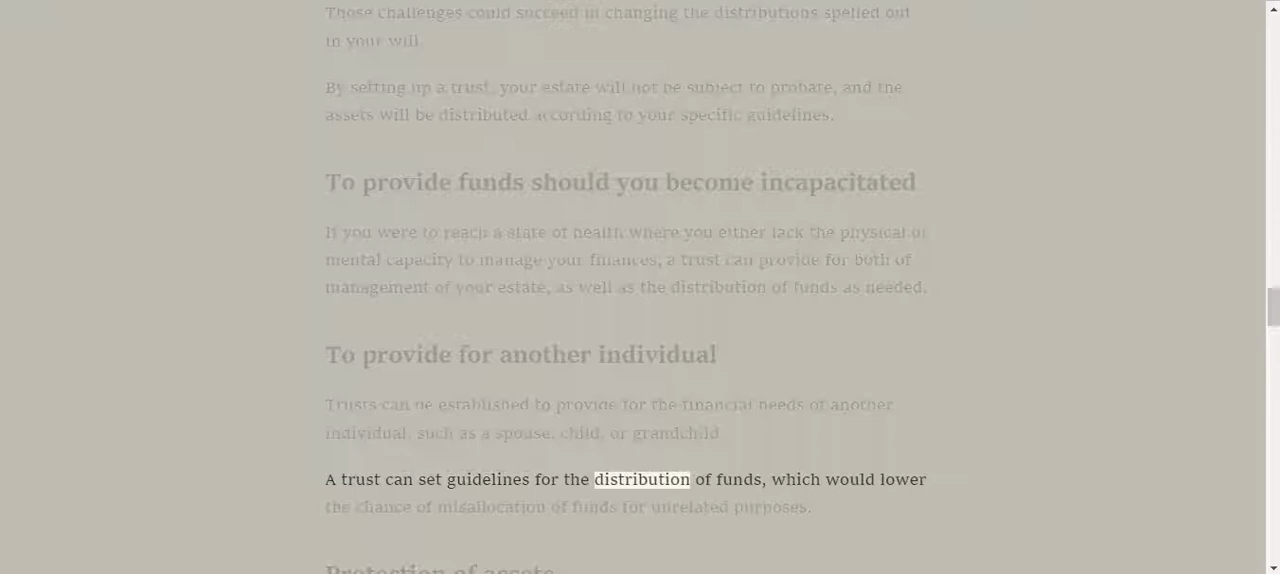 Those challenges could succeed in changing the distributions spelled out
in your will.
By setting up a trust, your estate will not be subject to probate, and the
assets will be distributed according to your specific guidelines.
To provide funds should you become incapacitated
If you were to reach a state of health where you either lack the physical or
mental capacity to manage your finances, a trust can provide for both of
management of your estate, as well as the distribution of funds as needed.
To provide for another individual
Trusts can be established to provide for the financial needs of another
individual, such as a spouse, child, or grandchild.
A trust can set guidelines for the distribution of funds, which would lower
the chance of misallocation of funds for unrelated purposes.
Protection of assets